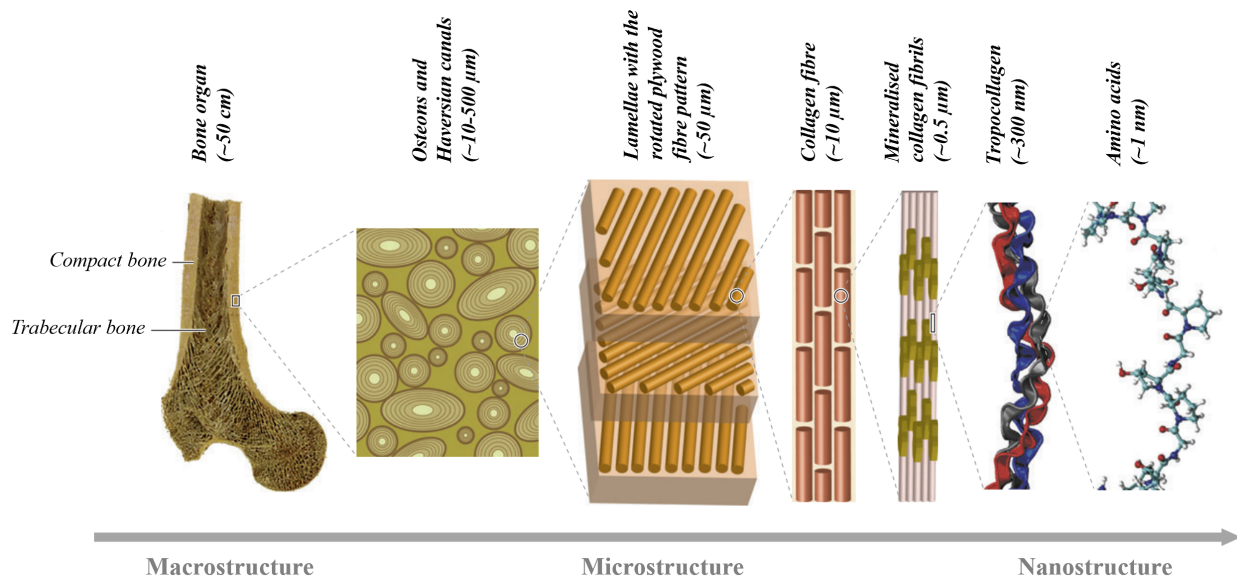 Bone organ
(~50 cm)
Osteons and
Haversian canals
(~10-500 µm)
Lamellae with the
rotated plywood
fibre pattern
(~50 µm)
Collagen fibre
(~10 µm)
Mineralised
collagen fibrils
(~0.5 µm)
Tropocollagen
(~300 nm)
Amino acids
(~1 nm)
Compact bone
Trabecular bone
Macrostructure
Microstructure
Nanostructure